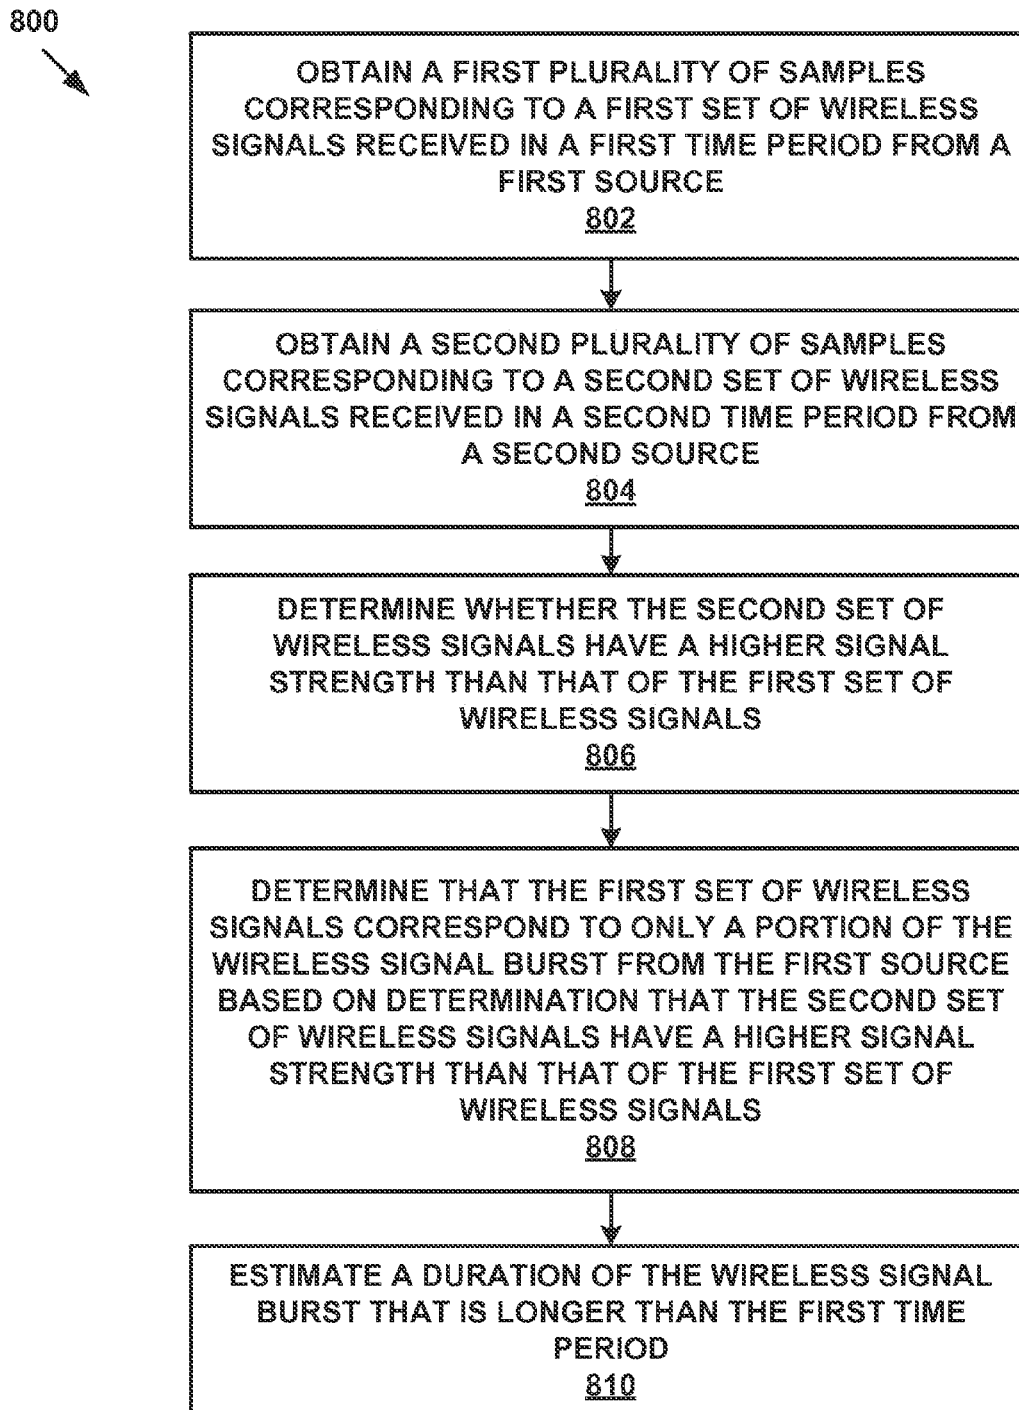 800
OBTAIN A FIRST PLURALITY OF SAMPLES
CORRESPONDING TO A FIRST SET OF WIRELESS
SIGNALS RECEIVED IN A FIRST TIME PERIOD FROM A
FIRST SOURCE
802
OBTAIN A SECOND PLURALITY OF SAMPLES
CORRESPONDING TO A SECOND SET OF WIRELESS
SIGNALS RECEIVED IN A SECOND TIME PERIOD FROM
A SECOND SOURCE
804
DETERMINE WHETHER THE SECOND SET OF
WIRELESS SIGNALS HAVE A HIGHER SIGNAL
STRENGTH THAN THAT OF THE FIRST SET OF
WIRELESS SIGNALS
806
DETERMINE THAT THE FIRST SET OF WIRELESS
SIGNALS CORRESPOND TO ONLY A PORTION OF THE
WIRELESS SIGNAL BURST FROM THE FIRST SOURCE
BASED ON DETERMINATION THAT THE SECOND SET
OF WIRELESS SIGNALS HAVE A HIGHER SIGNAL
STRENGTH THAN THAT OF THE FIRST SET OF
WIRELESS SIGNALS
808
ESTIMATE A DURATION OF THE WIRELESS SIGNAL
BURST THAT IS LONGER THAN THE FIRST TIME
PERIOD
810